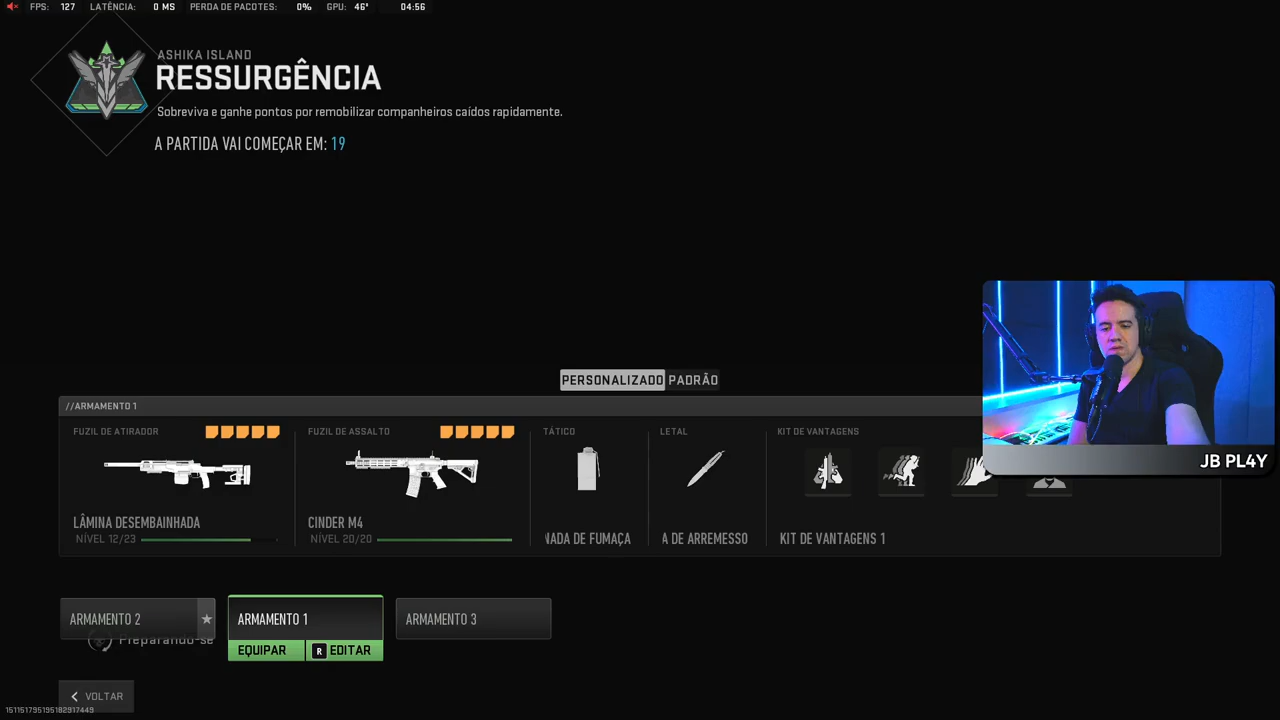 FPS: 127 LATÊNCIA: 0 MS PERDA DE PACOTES: 0% GPU: 46° 04:56
ASHIKA ISLAND
RESSURGÊNCIA
Sobreviva e ganhe pontos por remobilizar companheiros caídos rapidamente.
A PARTIDA VAI COMEÇAR EM: 19
PERSONALIZADO PADRÃO
//ARMAMENTO 1
FUZIL DE ATIRADOR
LÂMINA DESEMBAINHADA
NÍVEL 12/23
FUZIL DE ASSALTO
CINDER M4
NÍVEL 20/20
TÁTICO
NADA DE FUMAÇA
LETAL
A DE ARREMESSO
KIT DE VANTAGENS
KIT DE VANTAGENS 1
JB PL4Y
ARMAMENTO 2
ARMAMENTO 1
ARMAMENTO 3
Preparando-se
EQUIPAR R EDITAR
VOLTAR